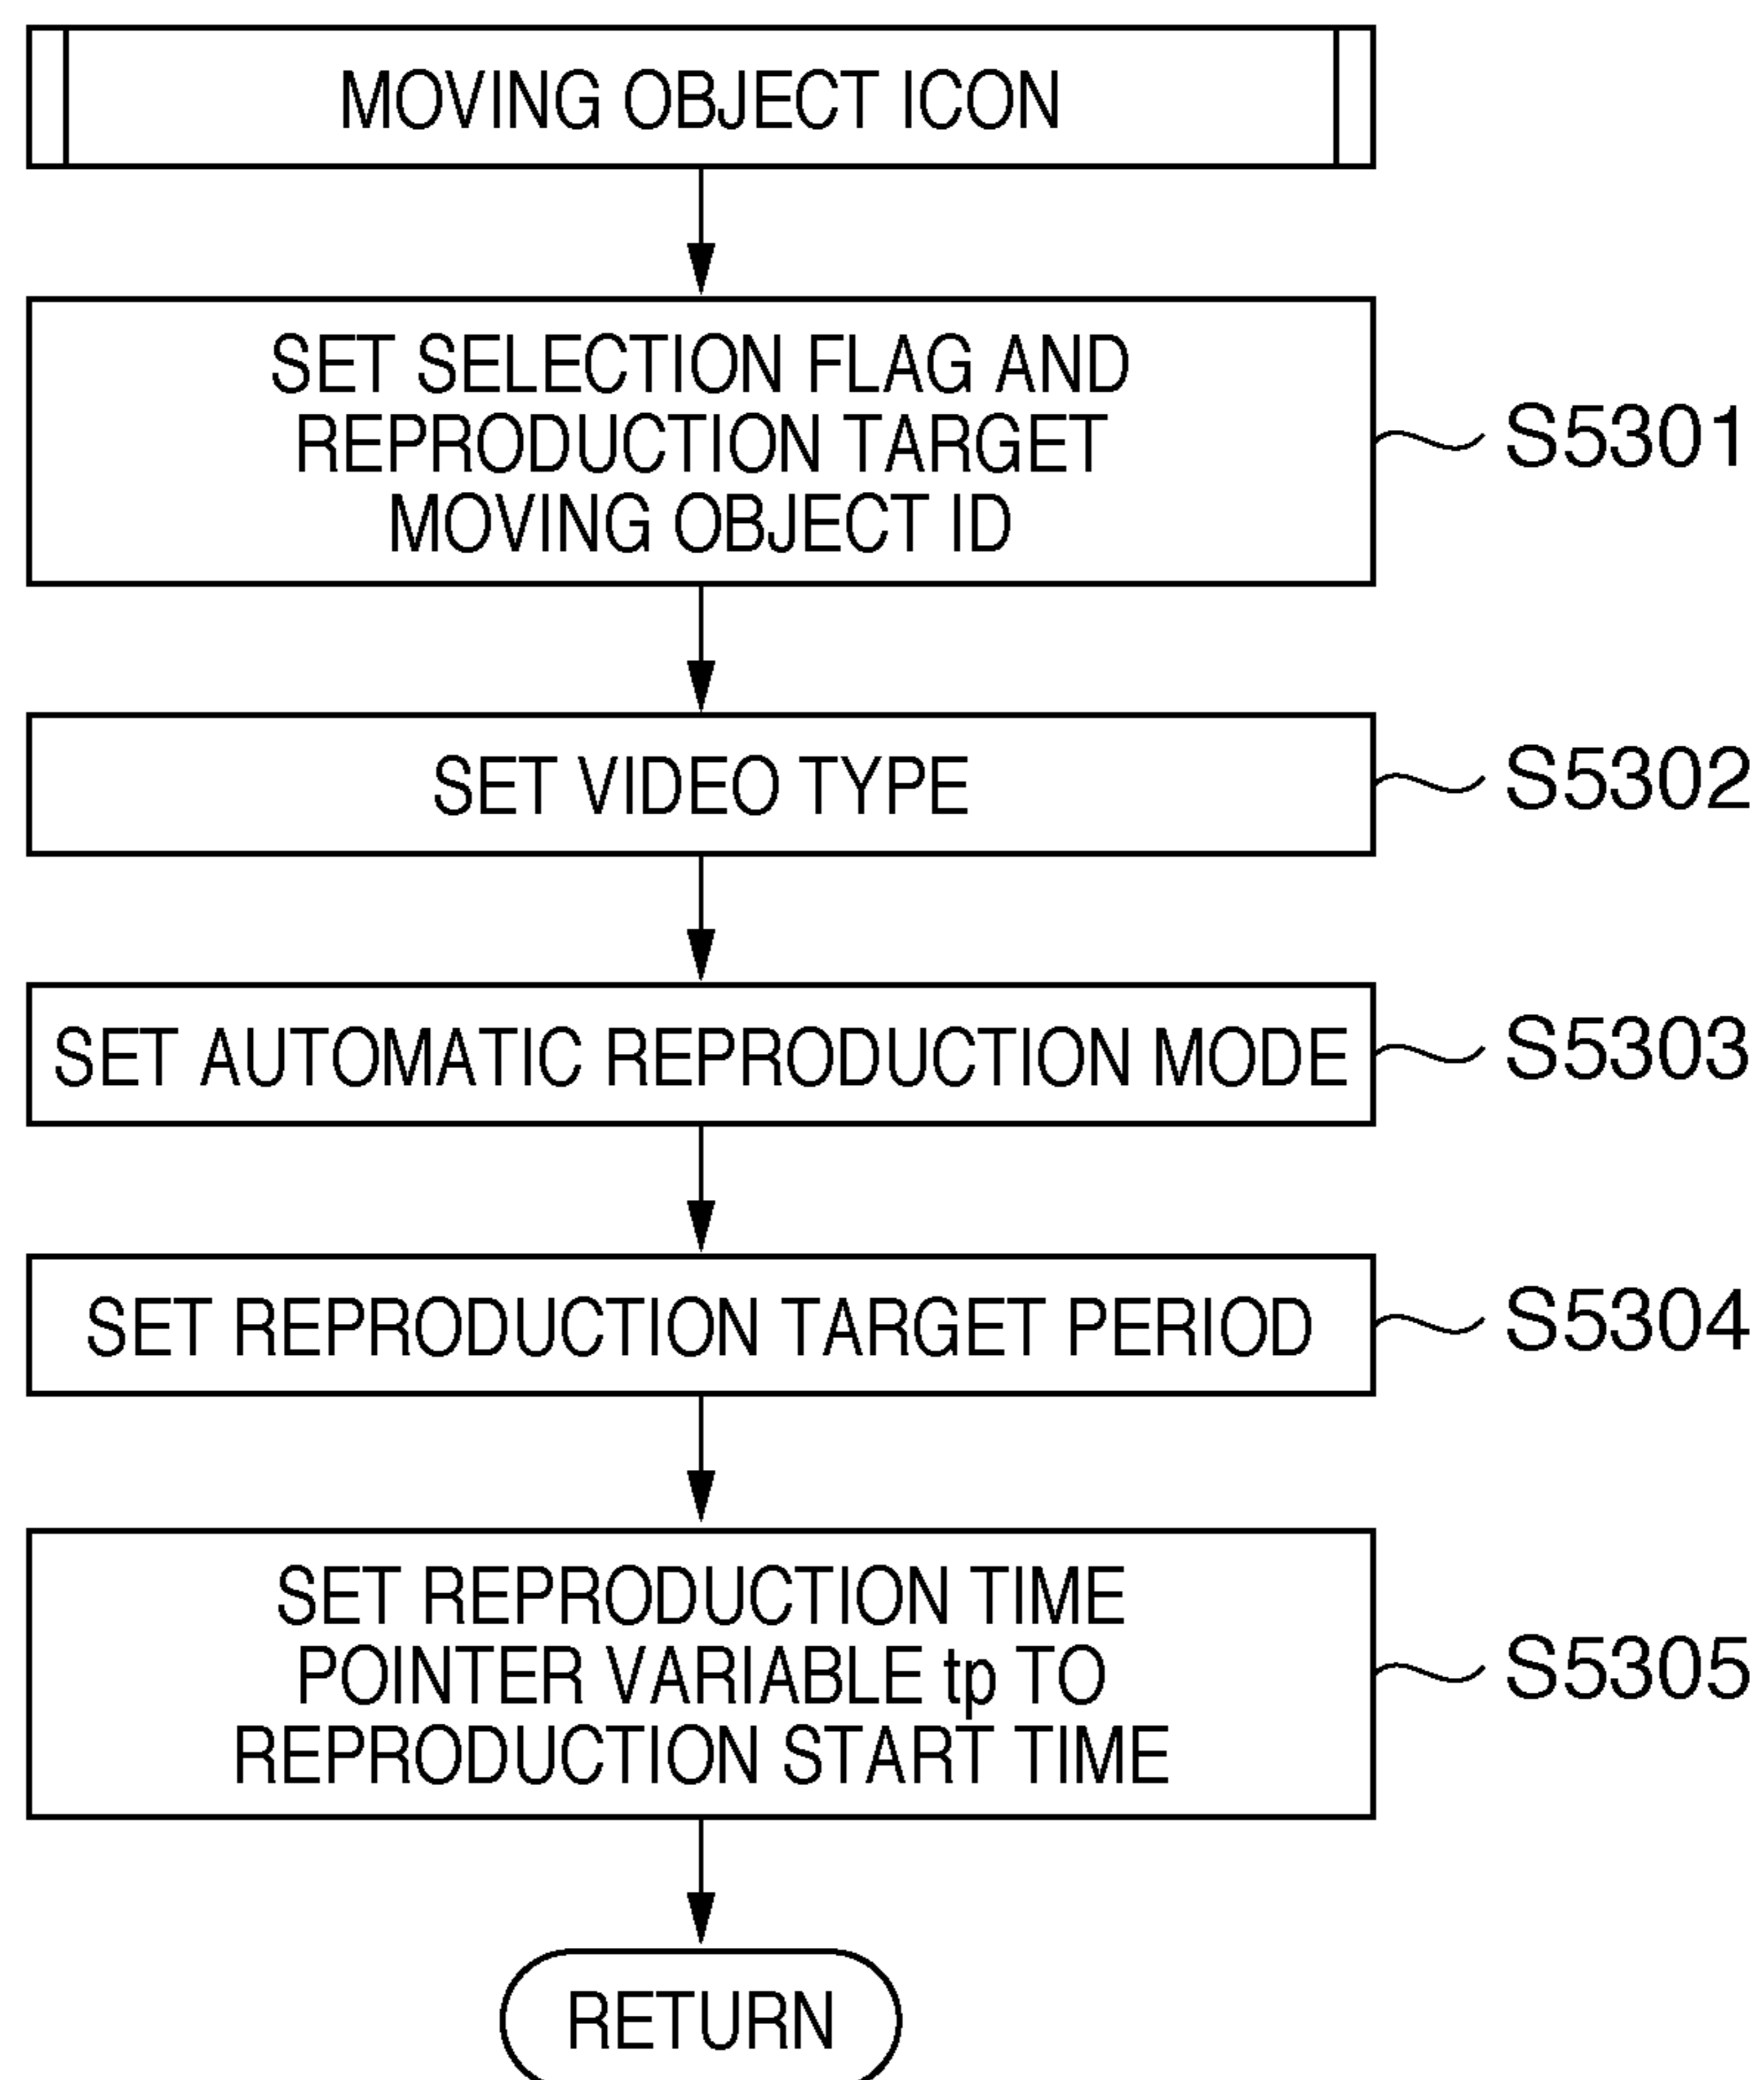 MOVING OBJECT ICON
SET SELECTION FLAG AND
REPRODUCTION TARGET
MOVING OBJECT ID
S5301
SET VIDEO TYPE
S5302
SET AUTOMATIC REPRODUCTION MODE
S5303
SET REPRODUCTION TARGET PERIOD
S5304
SET REPRODUCTION TIME
POINTER VARIABLE tp TO
REPRODUCTION START TIME
S5305
RETURN